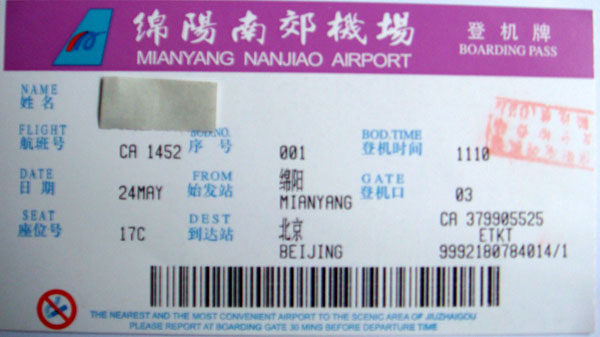 绵陽南郊機場 登机牌
MIANYANG NANJIAO AIRPORT BOARDING PASS
NAME
姓名
FLIGHT BOD.NO. BOD.TIME
航班号 CA 1452 序号 001 登机时间 1110
DATE FROM 绵阳 GATE
日期 24MAY 始发站 MIANYANG 登机口 03
SEAT DEST 北京 CA 379905525
座位号 17C 到达站 ETKT
BEIJING 9992180784014/1
THE NEAREST AND THE MOST CONVENIENT AIRPORT TO THE SCENIC AREA OF JIUZHAIGOU
PLEASE REPORT AT BOARDING GATE 30 MINS BEFORE DEPARTURE TIME